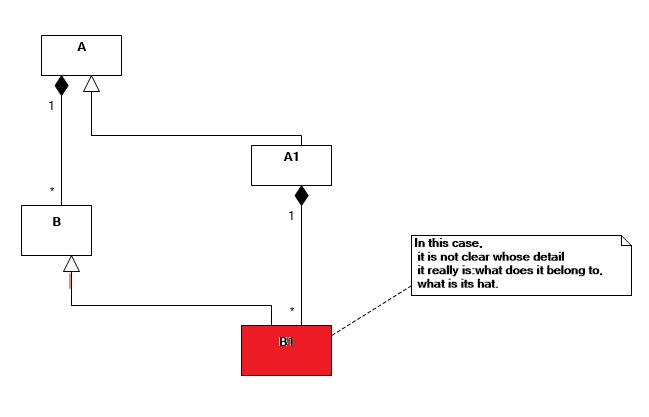 A
1
A1
*
B
1
In this case,
it is not clear whose detail
it really is:what does it belong to,
what is its hat.
*
B1